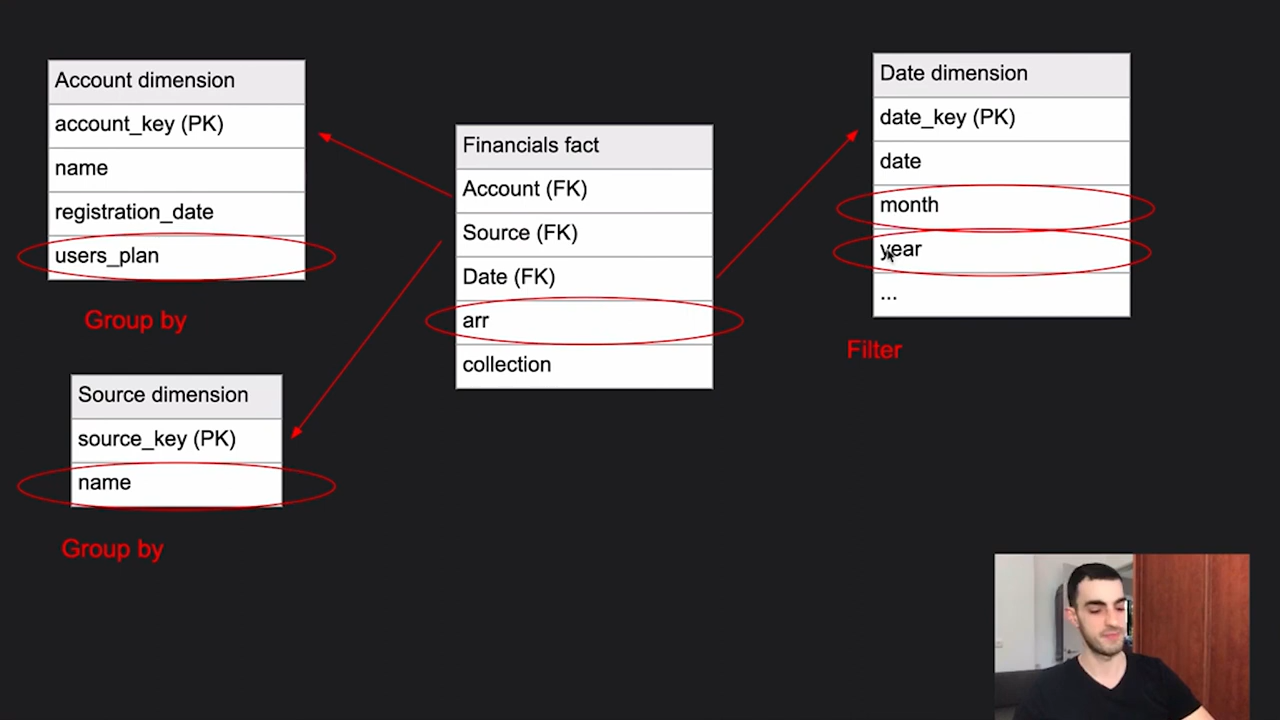 Account dimension
account_key (PK)
name
registration_date
users_plan
Group by
Source dimension
source_key (PK)
name
Group by
Financials fact
Account (FK)
Source (FK)
Date (FK)
arr
collection
Date dimension
date_key (PK)
date
month
year
...
Filter